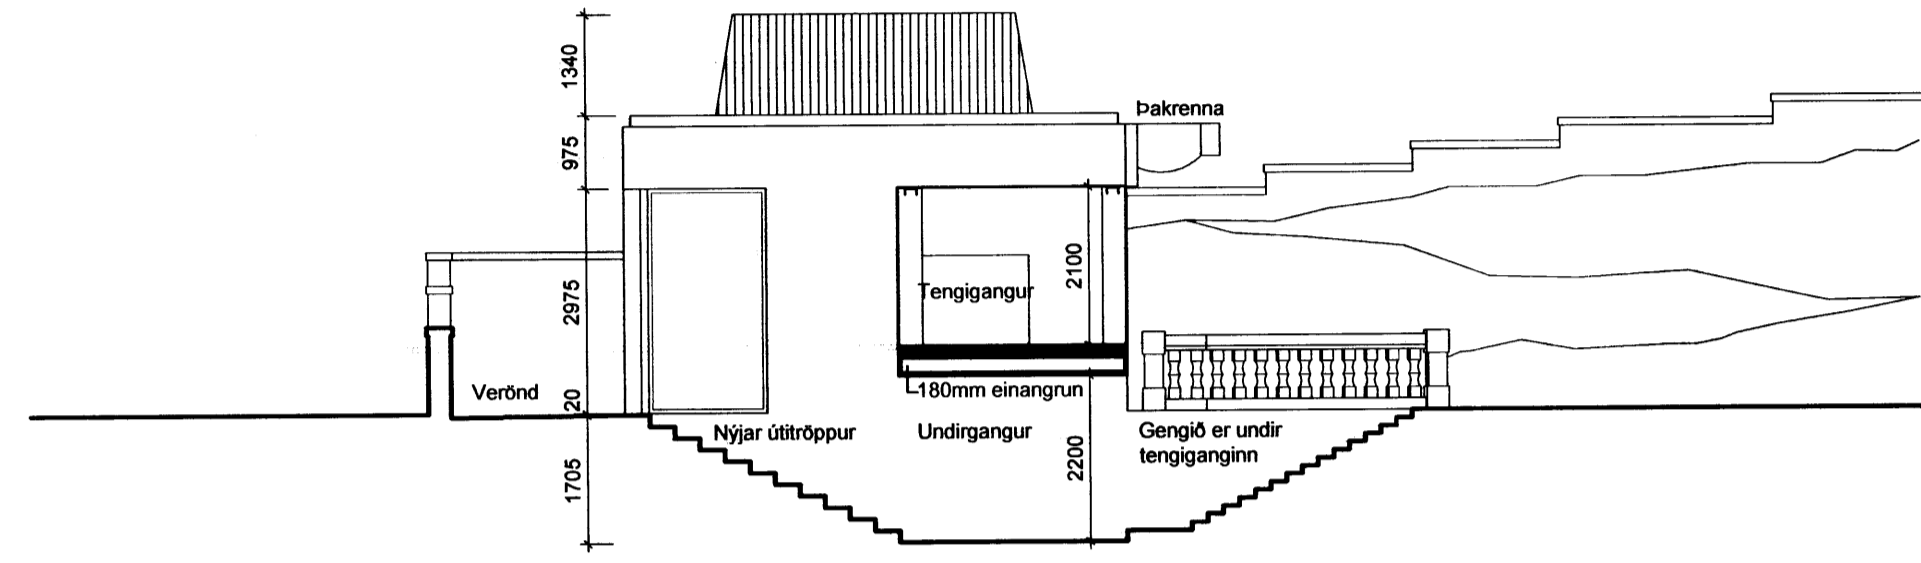 1340
Þakrenna
975
2100
Tengigangur
2975
Verönd
20
180mm einangrun
Nýjar útitröppur
Undirgangur
Gengið er undir
tengiganginn
1705
2200